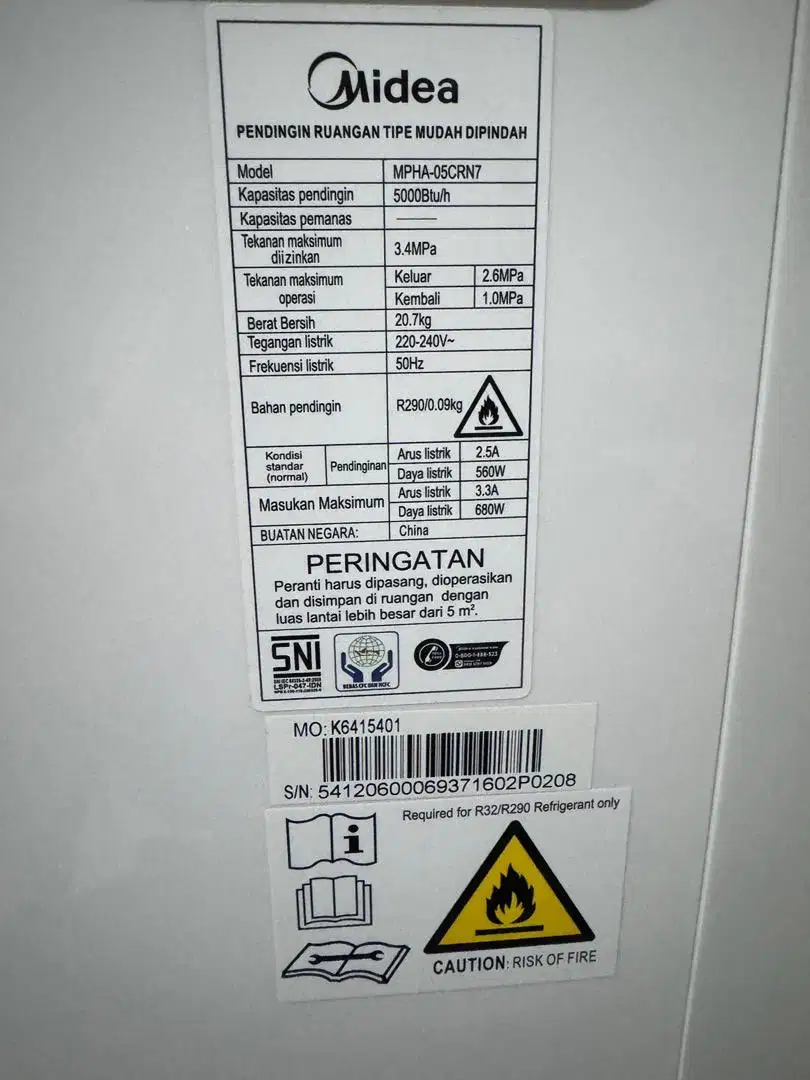 Midea
PENDINGIN RUANGAN TIPE MUDAH DIPINDAH
Model MPHA-05CRN7
Kapasitas pendingin 5000Btu/h
Kapasitas pemanas ——
Tekanan maksimum diizinkan 3.4MPa
Tekanan maksimum operasi Keluar 2.6MPa
Kembali 1.0MPa
Berat Bersih 20.7kg
Tegangan listrik 220-240V~
Frekuensi listrik 50Hz
Bahan pendingin R290/0.09kg
Kondisi standar (normal) Pendinginan Arus listrik 2.5A
Daya listrik 560W
Masukan Maksimum Arus listrik 3.3A
Daya listrik 680W
BUATAN NEGARA: China
PERINGATAN
Peranti harus dipasang, dioperasikan
dan disimpan di ruangan dengan
luas lantai lebih besar dari 5 m².
SNI
LSPr-047-IDN
BEBAS CFC DAN HCFC
MO: K6415401
S/N: 54120600069371602P0208
Required for R32/R290 Refrigerant only
i
CAUTION: RISK OF FIRE